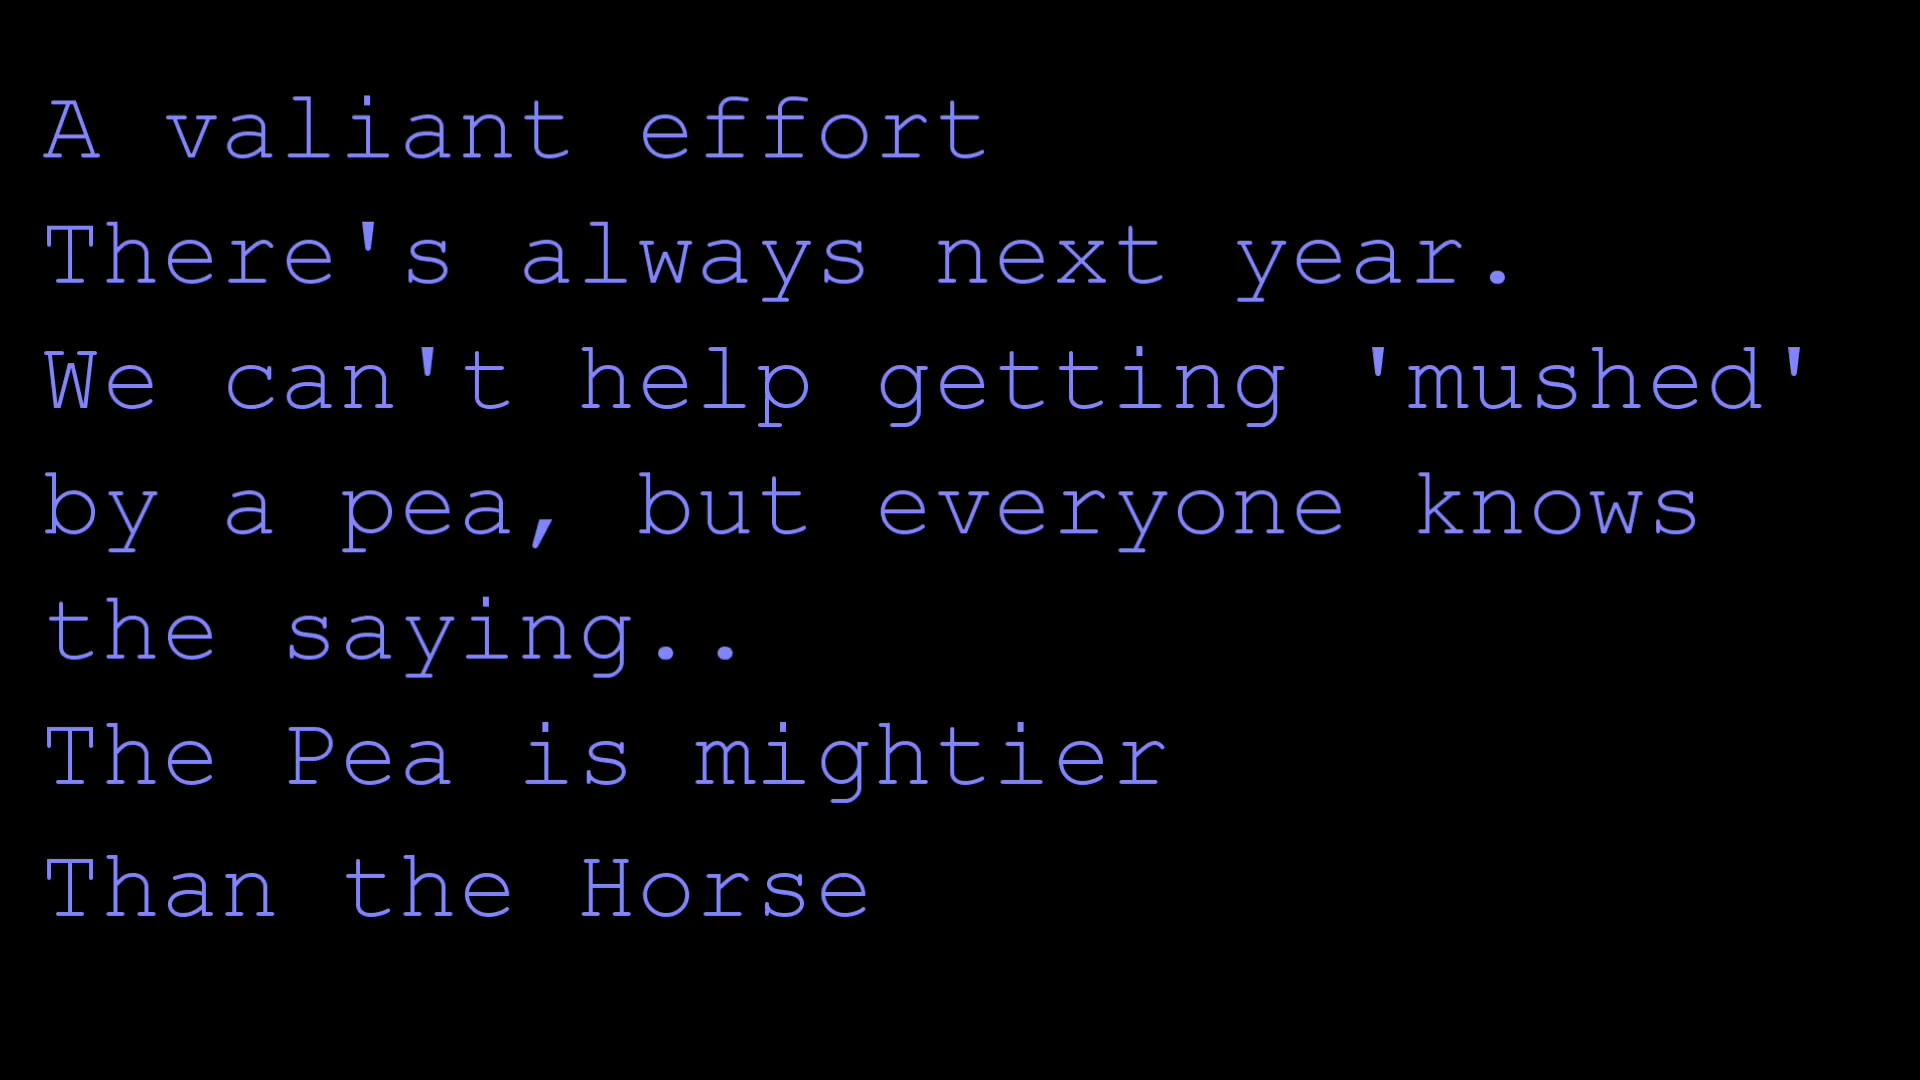 A valiant effort
There's always next year.
We can't help getting 'mushed'
by a pea, but everyone knows
the saying..
The Pea is mightier
Than the Horse